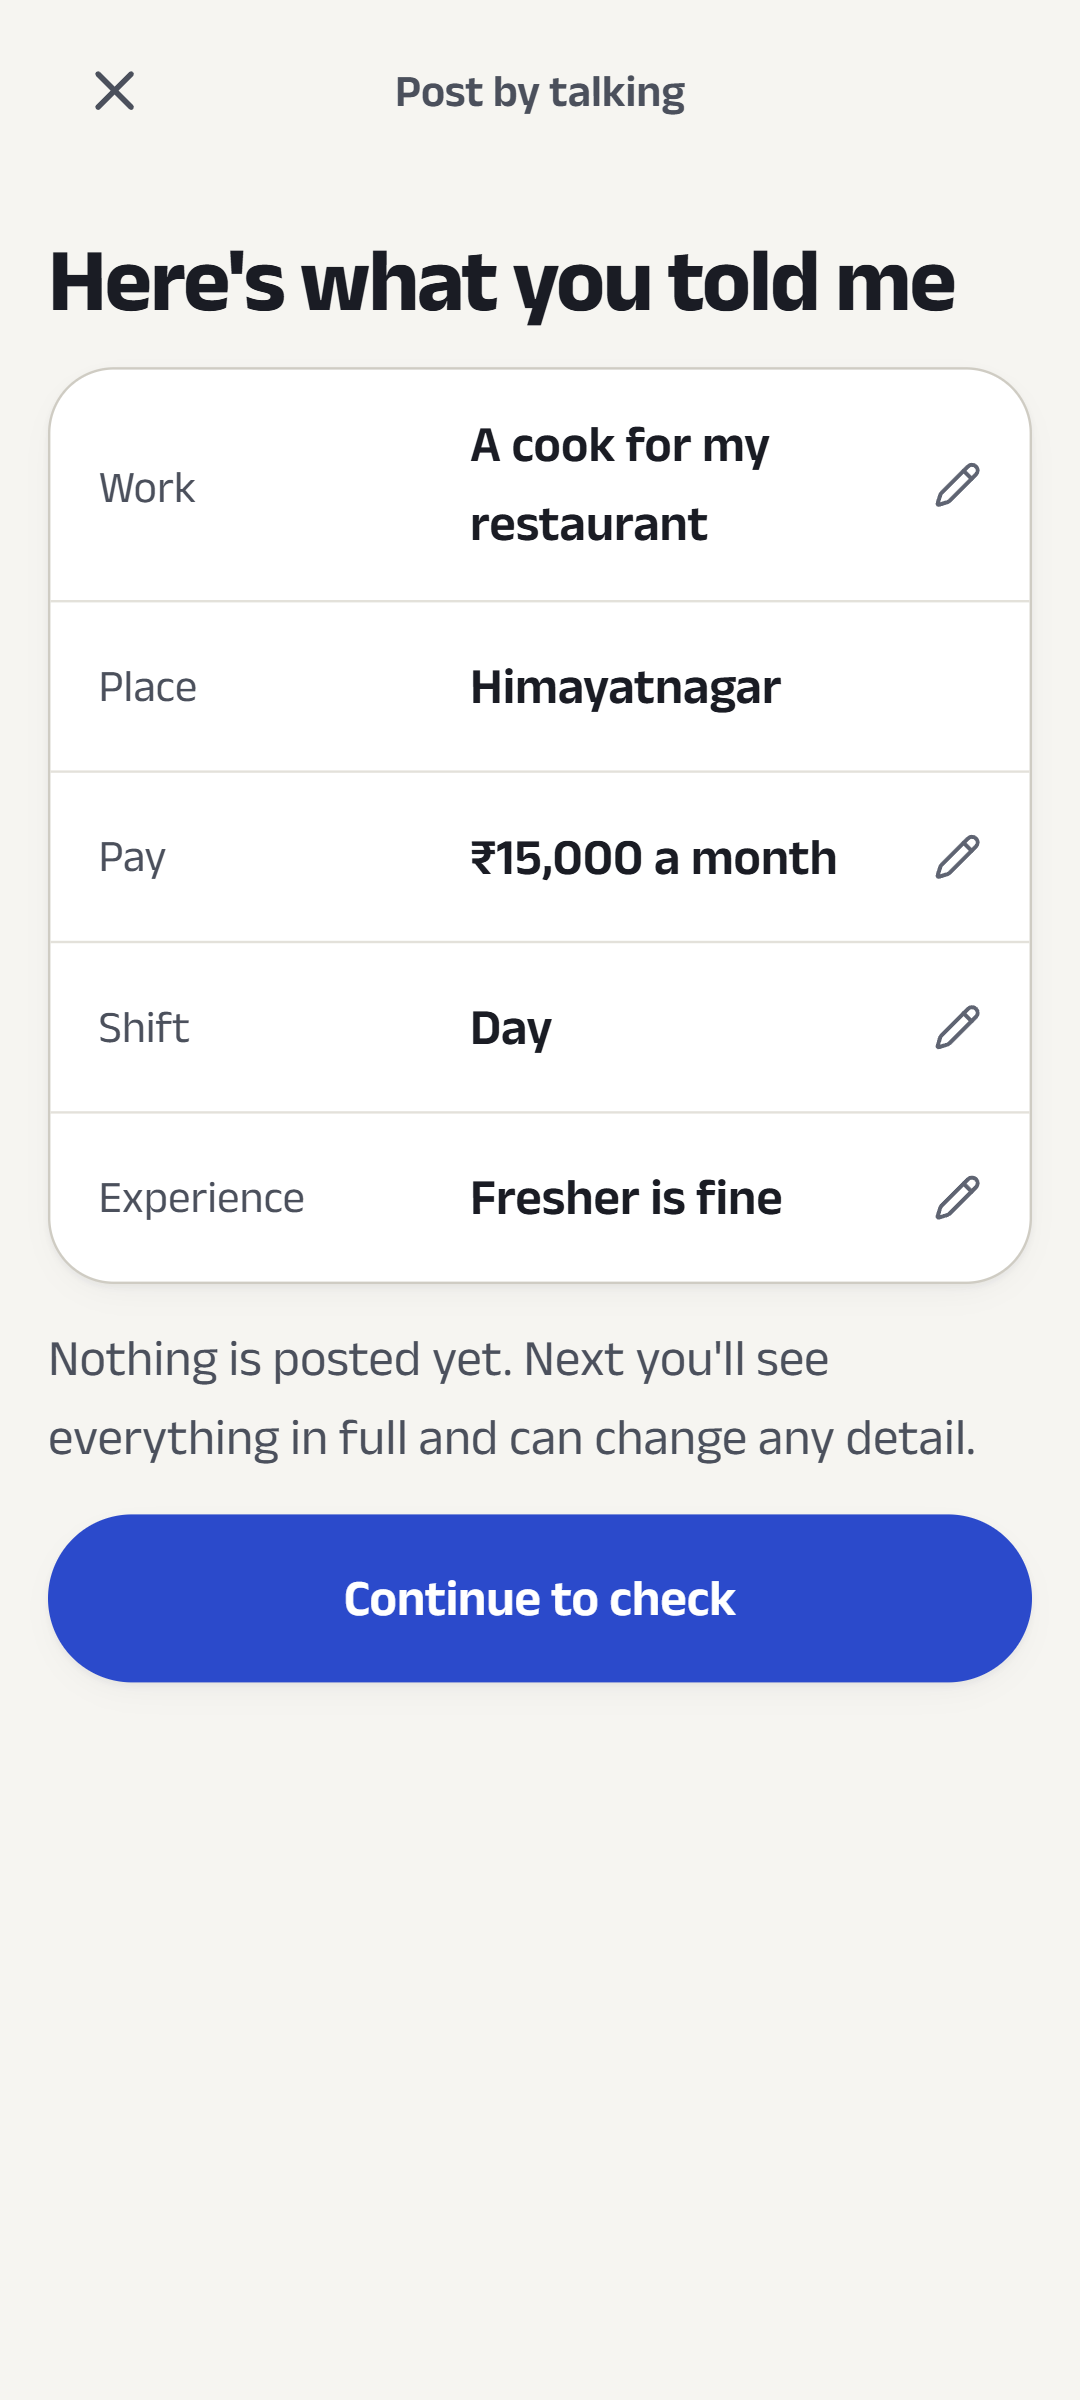 Post by talking
Here's what you told me
Work
A cook for my
restaurant
Place
Himayatnagar
Pay
₹15,000 a month
Shift
Day
Experience
Fresher is fine
Nothing is posted yet. Next you'll see
everything in full and can change any detail.
Continue to check